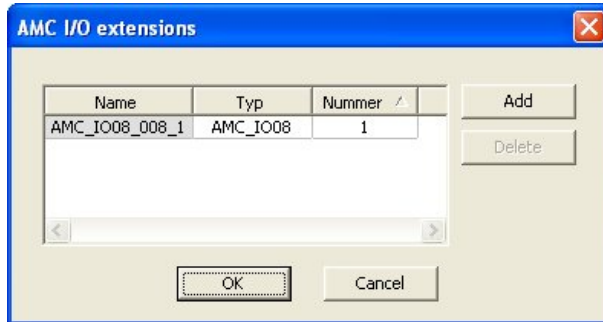 AMC I/O extensions
Name Typ Nummer
AMC_IO08_008_1 AMC_IO08 1
Add
Delete
OK Cancel